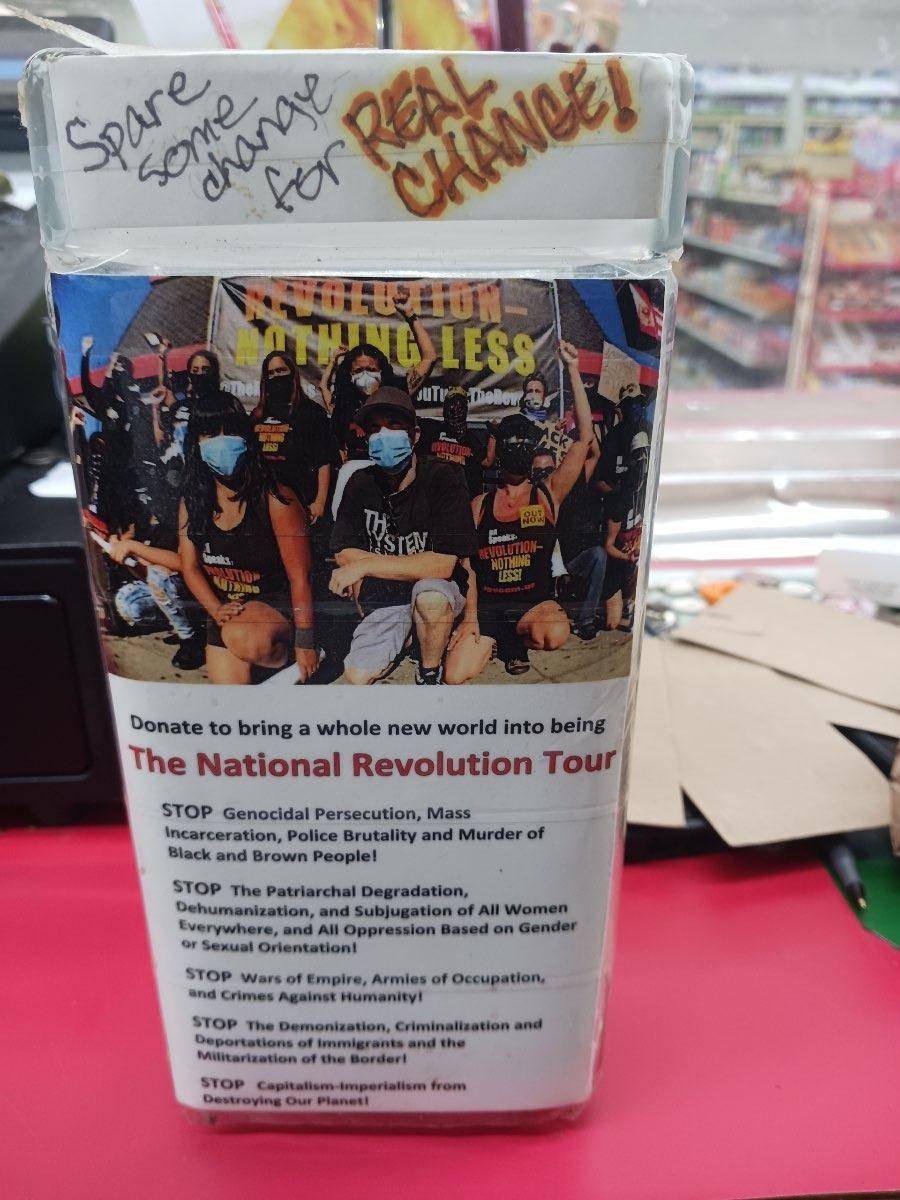 Spare
some
change
for
REAL
CHANGE!
REVOLUTION—
NOTHING LESS
REVOLUTION—
NOTHING
LESS!
REVOLUTION
NOTHING
OUT
NOW
Speaks:
REVOLUTION—
NOTHING
LESS!
revcom.us
Donate to bring a whole new world into being
The National Revolution Tour
STOP Genocidal Persecution, Mass
Incarceration, Police Brutality and Murder of
Black and Brown People!
STOP The Patriarchal Degradation,
Dehumanization, and Subjugation of All Women
Everywhere, and All Oppression Based on Gender
or Sexual Orientation!
STOP Wars of Empire, Armies of Occupation,
and Crimes Against Humanity!
STOP The Demonization, Criminalization and
Deportations of Immigrants and the
Militarization of the Border!
STOP Capitalism-Imperialism from
Destroying Our Planet!